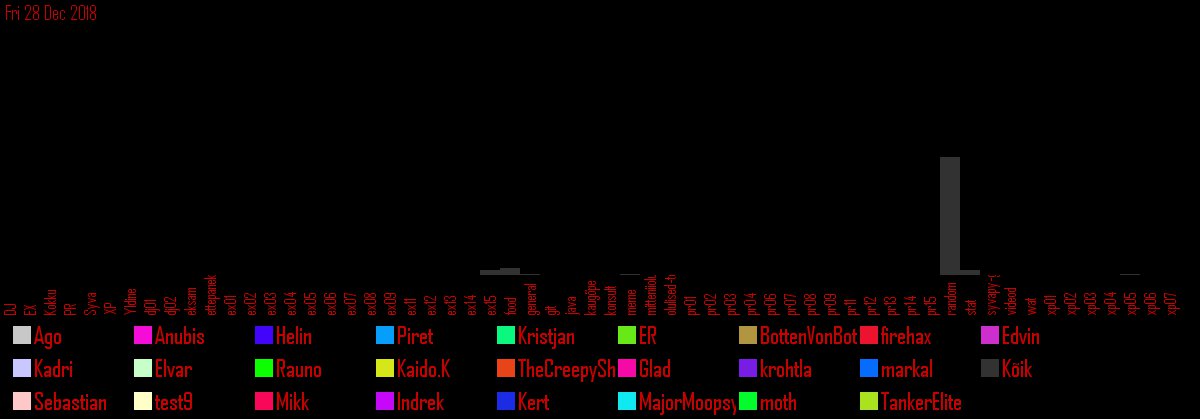 Fri 28 Dec 2018
DJ EX Kokku PR Syva XP Yldine dj01 dj02 eksam ettepanek ex01 ex02 ex03 ex04 ex05 ex06 ex07 ex08 ex09 ex11 ex12 ex13 ex14 ex15 food general git java kaugõpe konsult meme mitteniiol olulised-h pr01 pr02 pr03 pr04 pr06 pr07 pr08 pr09 pr11 pr12 pr13 pr14 pr15 random stat videod wat xp01 xp02 xp03 xp04 xp05 xp06 xp07
Ago Anubis Helin Piret Kristjan ER BottenVonBot firehax Edvin
Kadri Elvar Rauno Kaido.K TheCreepySh Glad krohtla markal Kõik
Sebastian test9 Mikk Indrek Kert MajorMoopsy moth TankerElite